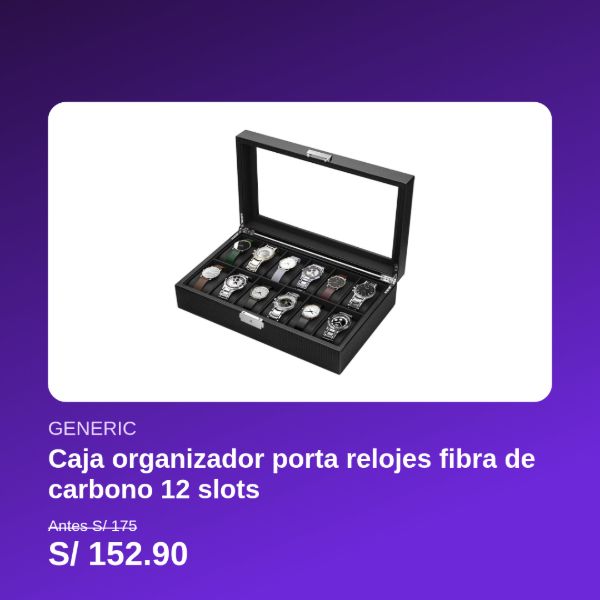 GENERIC
Caja organizador porta relojes fibra de
carbono 12 slots
Antes S/ 175
S/ 152.90